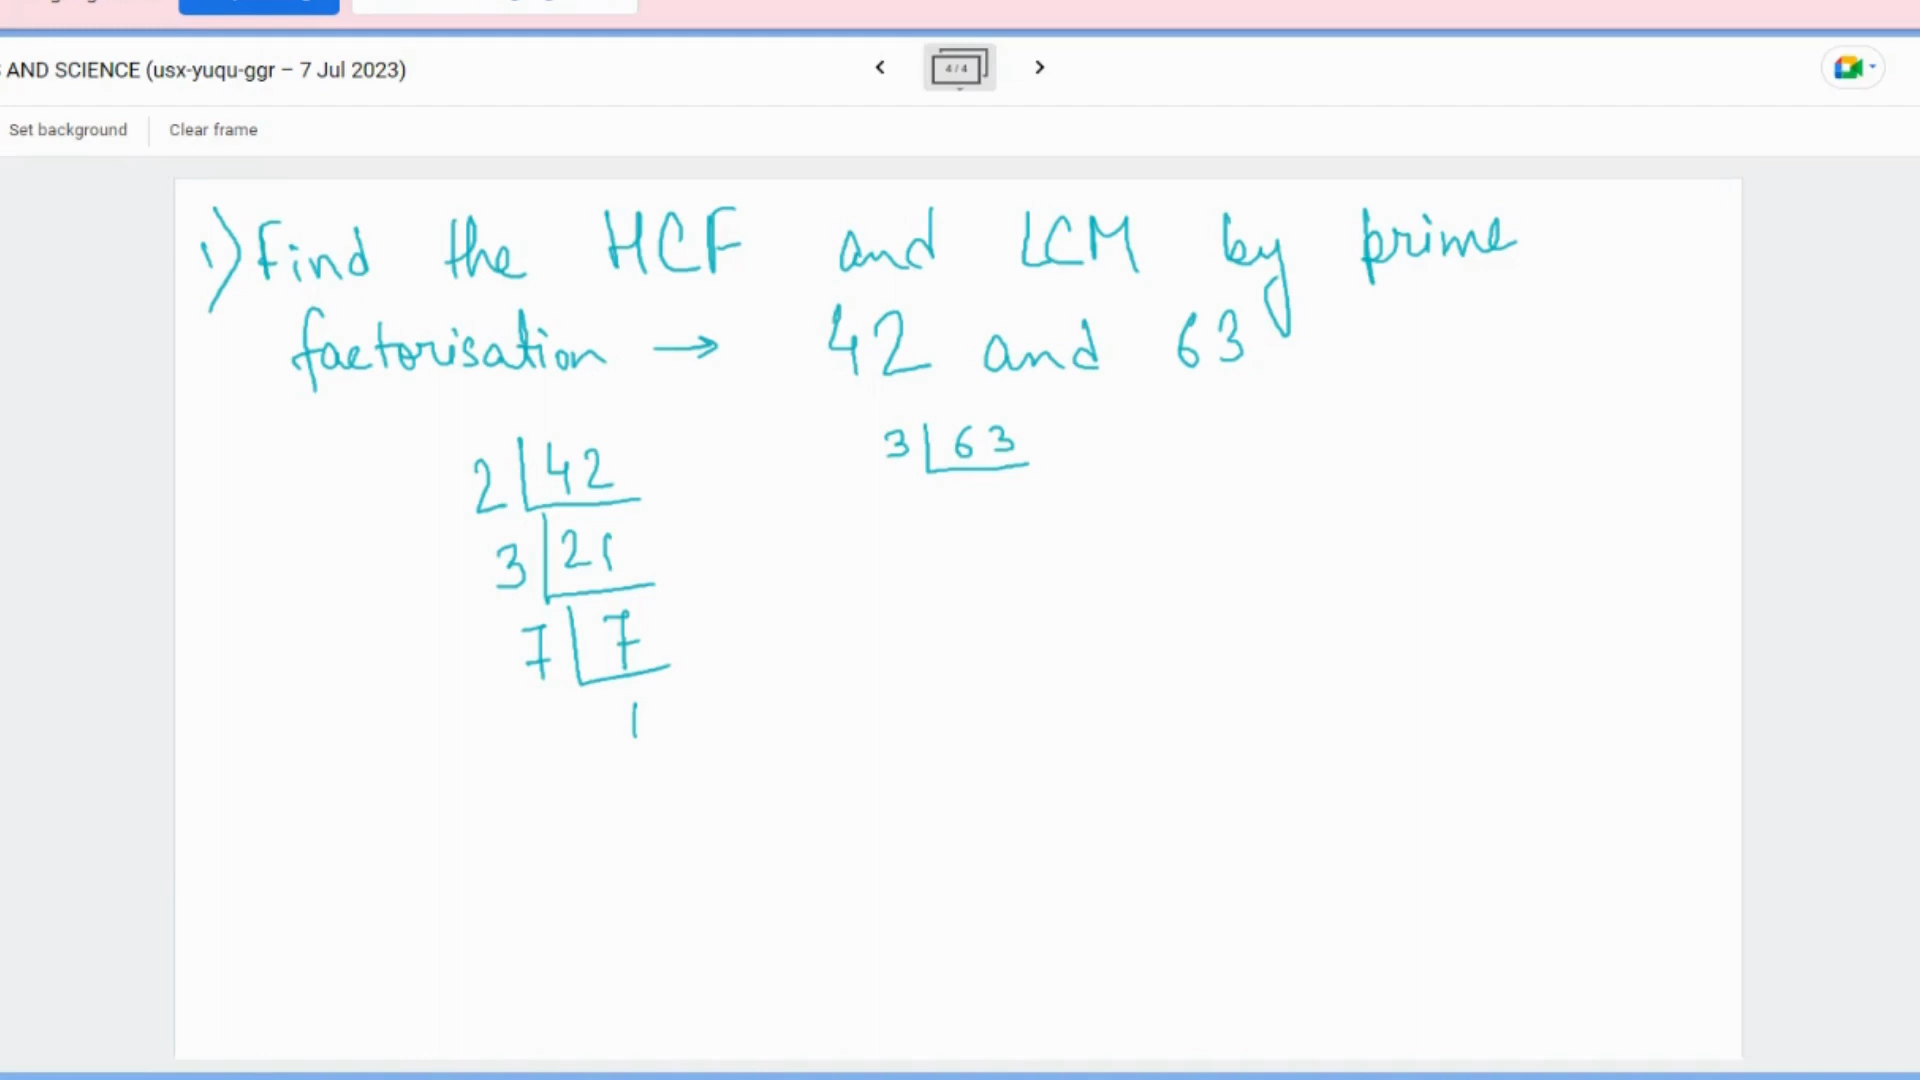 AND SCIENCE (usx-yuqu-ggr – 7 Jul 2023)
4/4
Set background
Clear frame
1) Find the HCF and LCM by prime
factorisation → 42 and 63
2 | 42
3 | 21
7 | 7
1
3 | 63